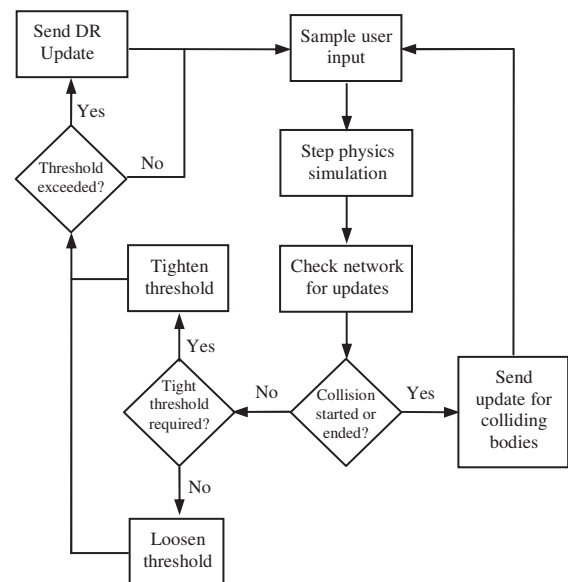 Send DR
Update
Sample user
input
Yes
Threshold
exceeded?
No
Step physics
simulation
Tighten
threshold
Check network
for updates
Yes
Tight
threshold
required?
No
Collision
started or
ended?
Yes
Send
update for
colliding
bodies
No
Loosen
threshold